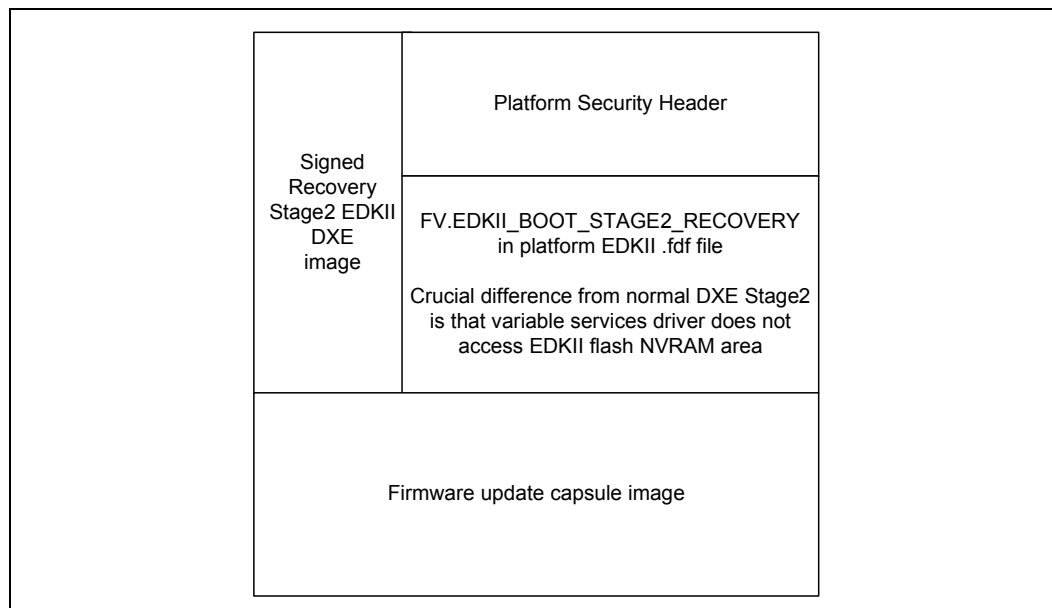 Signed
Recovery
Stage2 EDKII
DXE
image
Platform Security Header
FV.EDKII_BOOT_STAGE2_RECOVERY
in platform EDKII .fdf file
Crucial difference from normal DXE Stage2
is that variable services driver does not
access EDKII flash NVRAM area
Firmware update capsule image